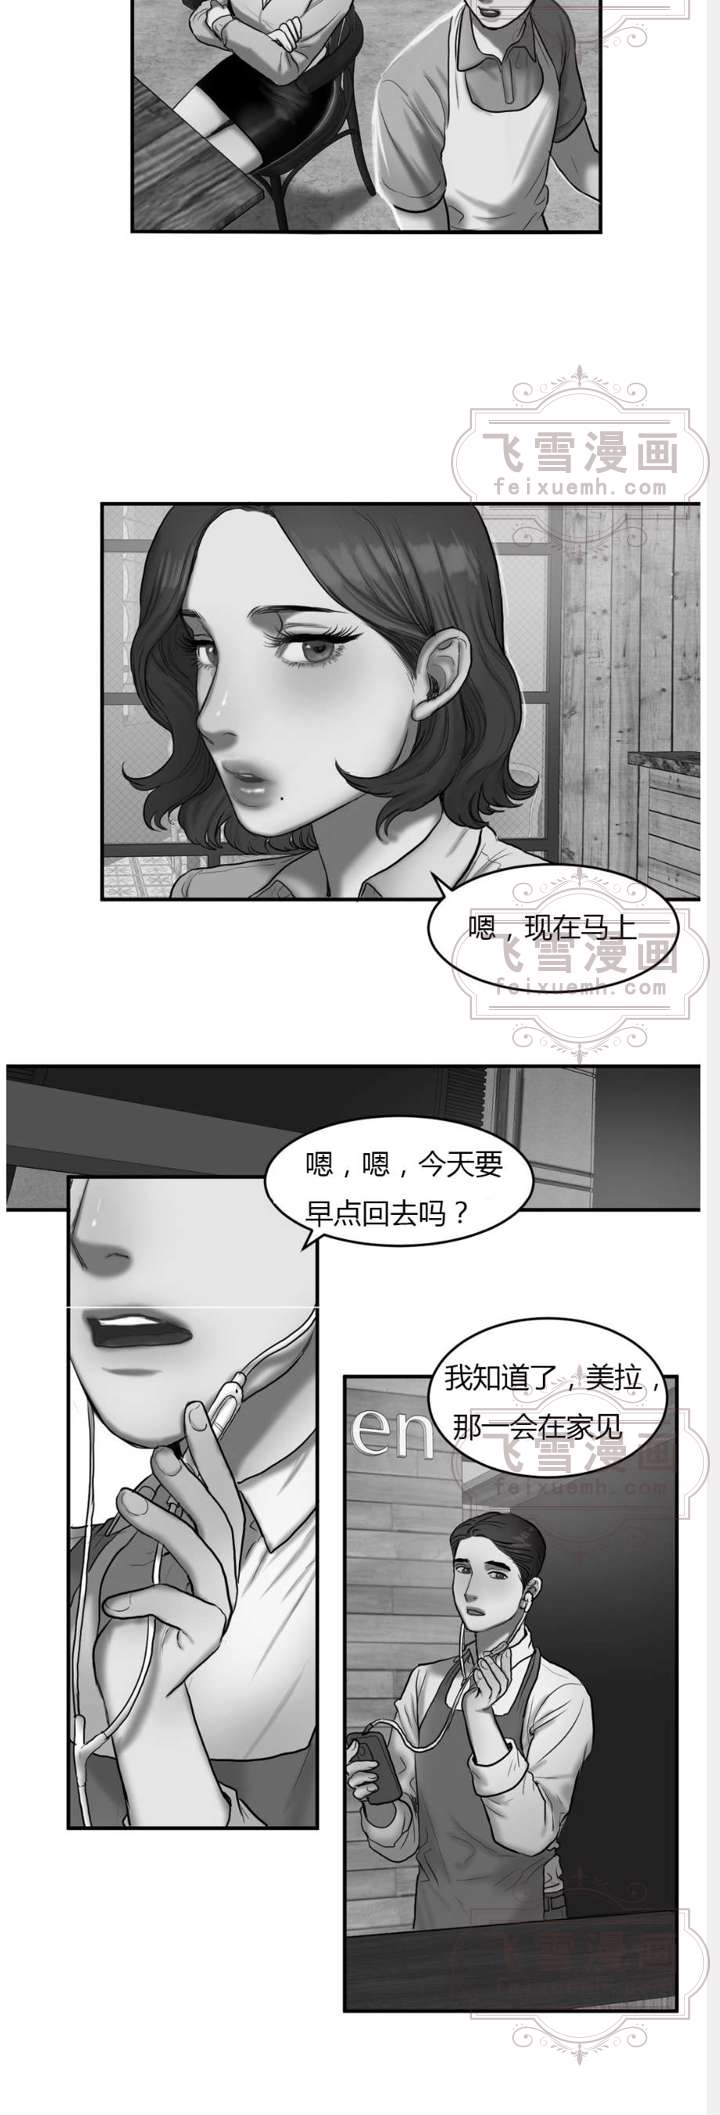 飞雪漫画
feixuemh.com
嗯，现在马上
飞雪漫画
feixuemh.com
嗯，嗯，今天要
早点回去吗？
我知道了，美拉，
那一会在家见
en
飞雪漫画
feixuemh.com
飞雪漫画
feixuemh.com